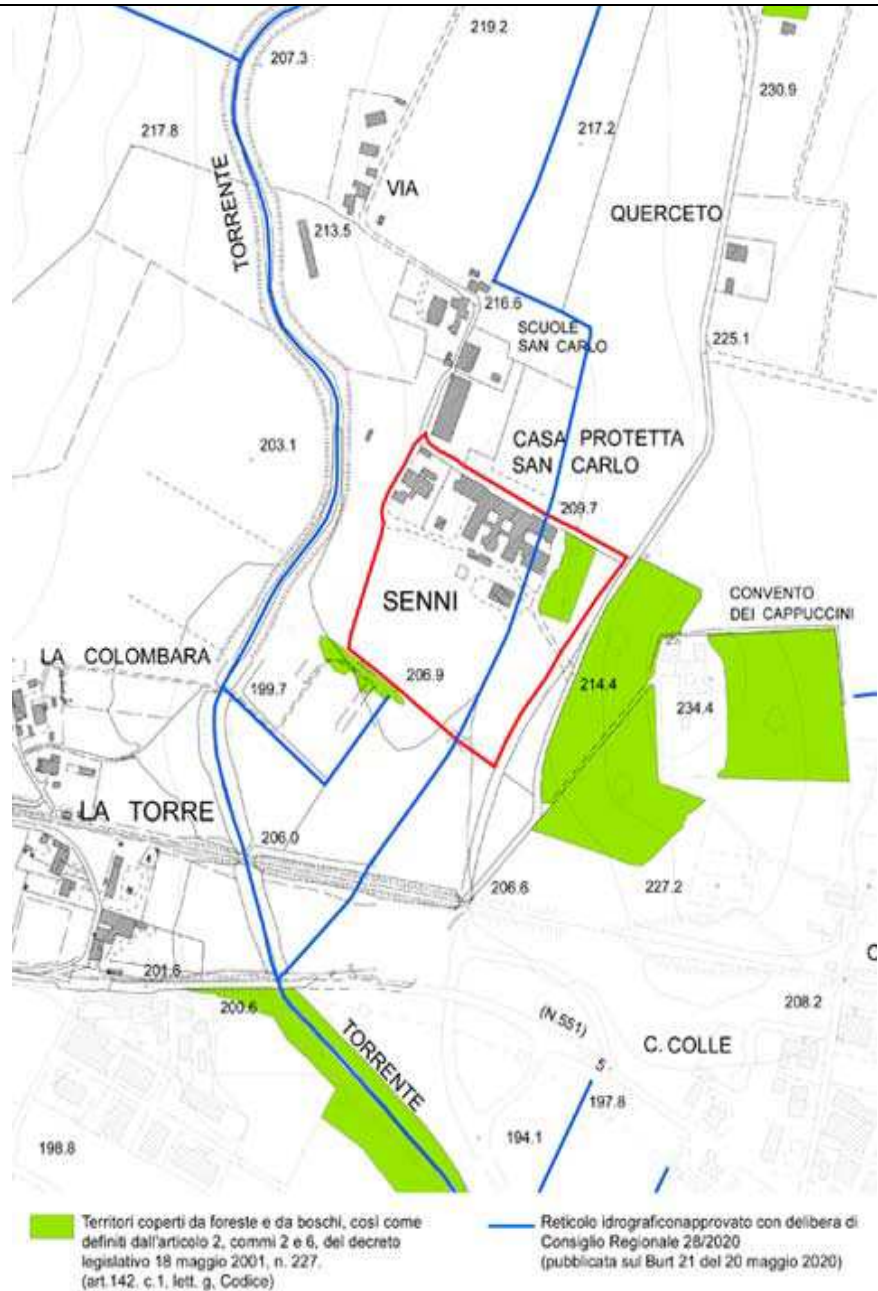 219.2
207.3
230.9
217.8
217.2
TORRENTE
VIA
QUERCETO
213.5
216.6
SCUOLE
SAN CARLO
225.1
203.1
CASA PROTETTA
SAN CARLO
209.7
SENNI
CONVENTO
DEI CAPPUCCINI
LA COLOMBARA
199.7
206.9
214.4
234.4
LA TORRE
206.0
206.6
227.2
201.6
200.6
208.2
TORRENTE
(N.551)
5
C. COLLE
197.8
194.1
198.8
C
Territori coperti da foreste e da boschi, così come
definiti dall'articolo 2, commi 2 e 6, del decreto
legislativo 18 maggio 2001, n. 227.
(art.142. c.1, lett. g, Codice)
Reticolo idrograficonapprovato con delibera di
Consiglio Regionale 28/2020
(pubblicata sul Burt 21 del 20 maggio 2020)